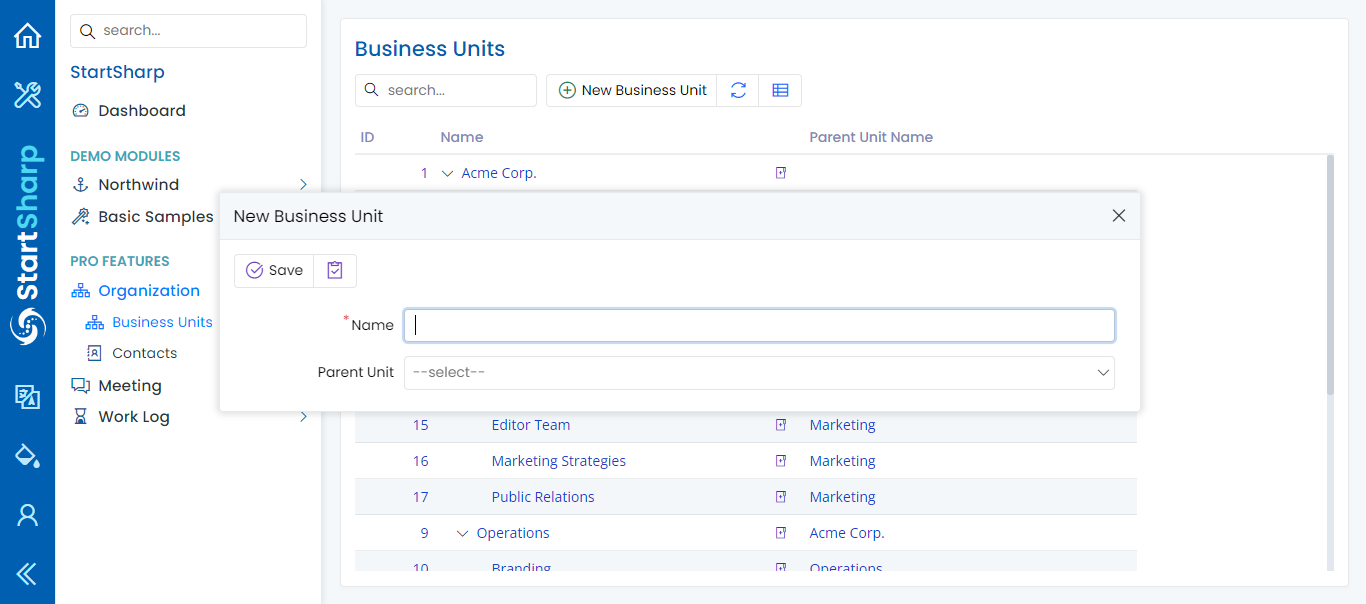 search...
StartSharp
Dashboard
DEMO MODULES
Northwind
Basic Samples
PRO FEATURES
Organization
Business Units
Contacts
Meeting
Work Log
StartSharp
Business Units
search...
New Business Unit
ID Name Parent Unit Name
1 Acme Corp.
New Business Unit
Save
*Name
Parent Unit --select--
15 Editor Team Marketing
16 Marketing Strategies Marketing
17 Public Relations Marketing
9 Operations Acme Corp.
10 Branding Operations